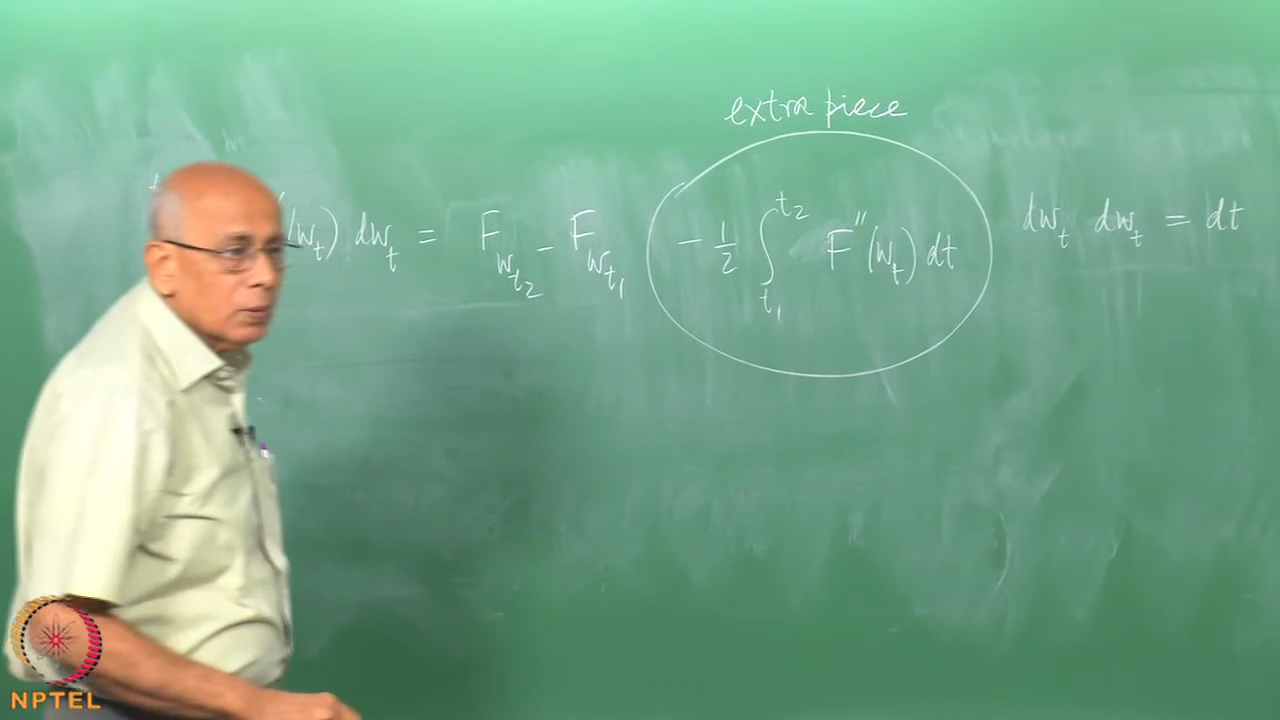 extra piece
(w_t) dw_t = F_{w_{t_2}} - F_{w_{t_1}} - 1/2 ∫_{t_1}^{t_2} F''(w_t) dt    dw_t dw_t = dt
NPTEL